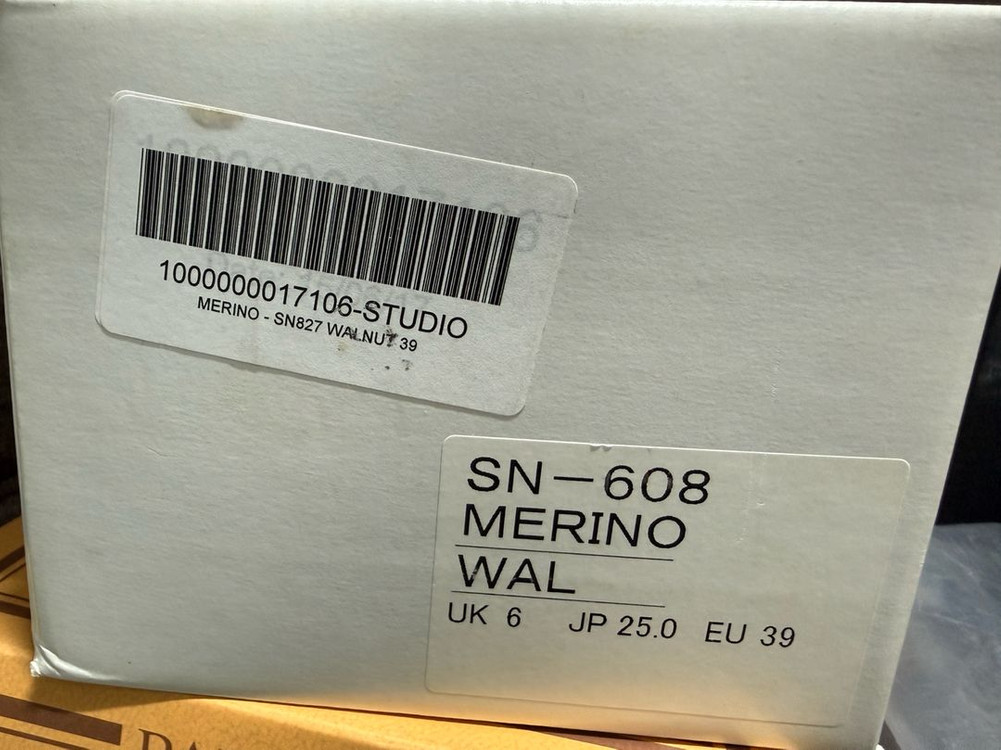 1000000017106-STUDIO
MERINO - SN827 WALNUT 39
SN-608
MERINO
WAL
UK 6 JP 25.0 EU 39